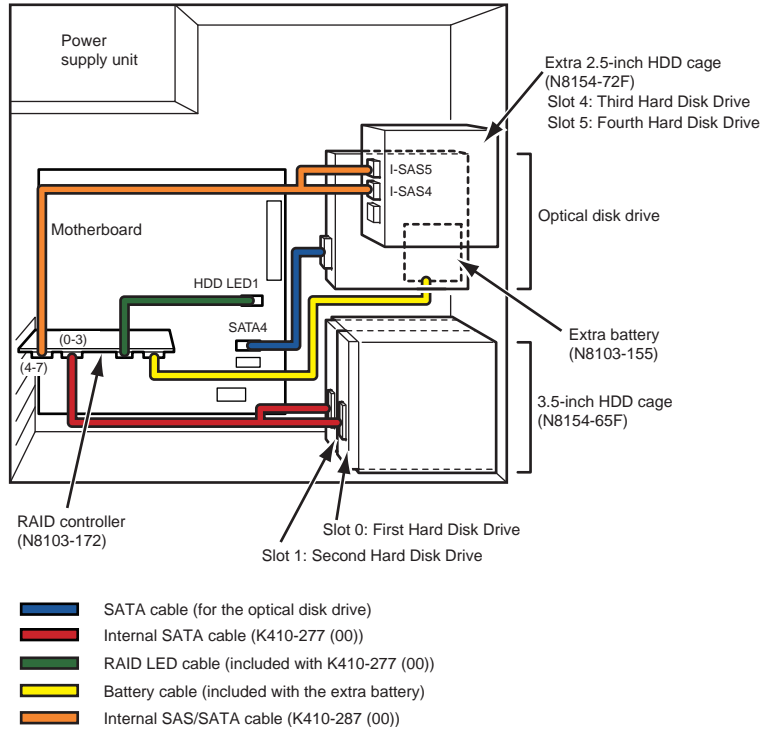 Power
supply unit
Extra 2.5-inch HDD cage
(N8154-72F)
Slot 4: Third Hard Disk Drive
Slot 5: Fourth Hard Disk Drive
I-SAS5
I-SAS4
Optical disk drive
Motherboard
HDD LED1
SATA4
(0-3)
(4-7)
Extra battery
(N8103-155)
3.5-inch HDD cage
(N8154-65F)
RAID controller
(N8103-172)
Slot 0: First Hard Disk Drive
Slot 1: Second Hard Disk Drive
SATA cable (for the optical disk drive)
Internal SATA cable (K410-277 (00))
RAID LED cable (included with K410-277 (00))
Battery cable (included with the extra battery)
Internal SAS/SATA cable (K410-287 (00))